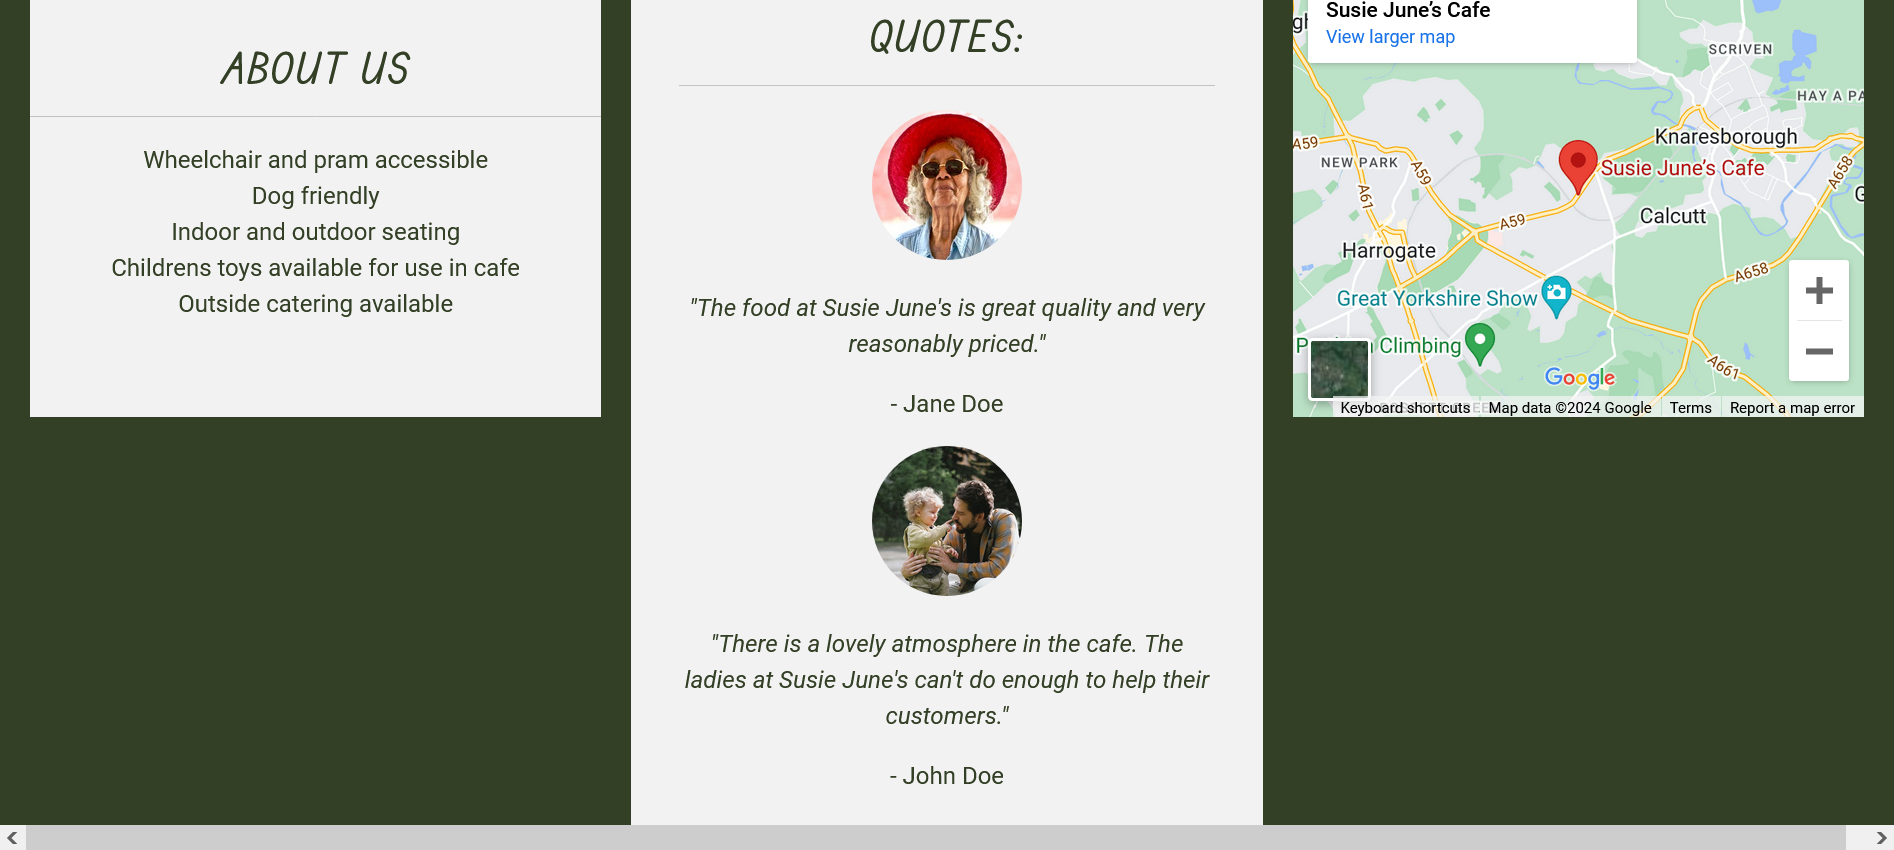 ABOUT US
Wheelchair and pram accessible
Dog friendly
Indoor and outdoor seating
Childrens toys available for use in cafe
Outside catering available
QUOTES:
"The food at Susie June's is great quality and very
reasonably priced."
- Jane Doe
"There is a lovely atmosphere in the cafe. The
ladies at Susie June's can't do enough to help their
customers."
- John Doe
Susie June’s Cafe
View larger map
SCRIVEN
HAY A PA
Knaresborough
A59
NEW PARK
A59
Susie June’s Cafe
A658
A61
Calcutt
A59
Harrogate
A658
Great Yorkshire Show
Climbing
A661
Google
Keyboard shortcuts
Map data ©2024 Google
Terms
Report a map error